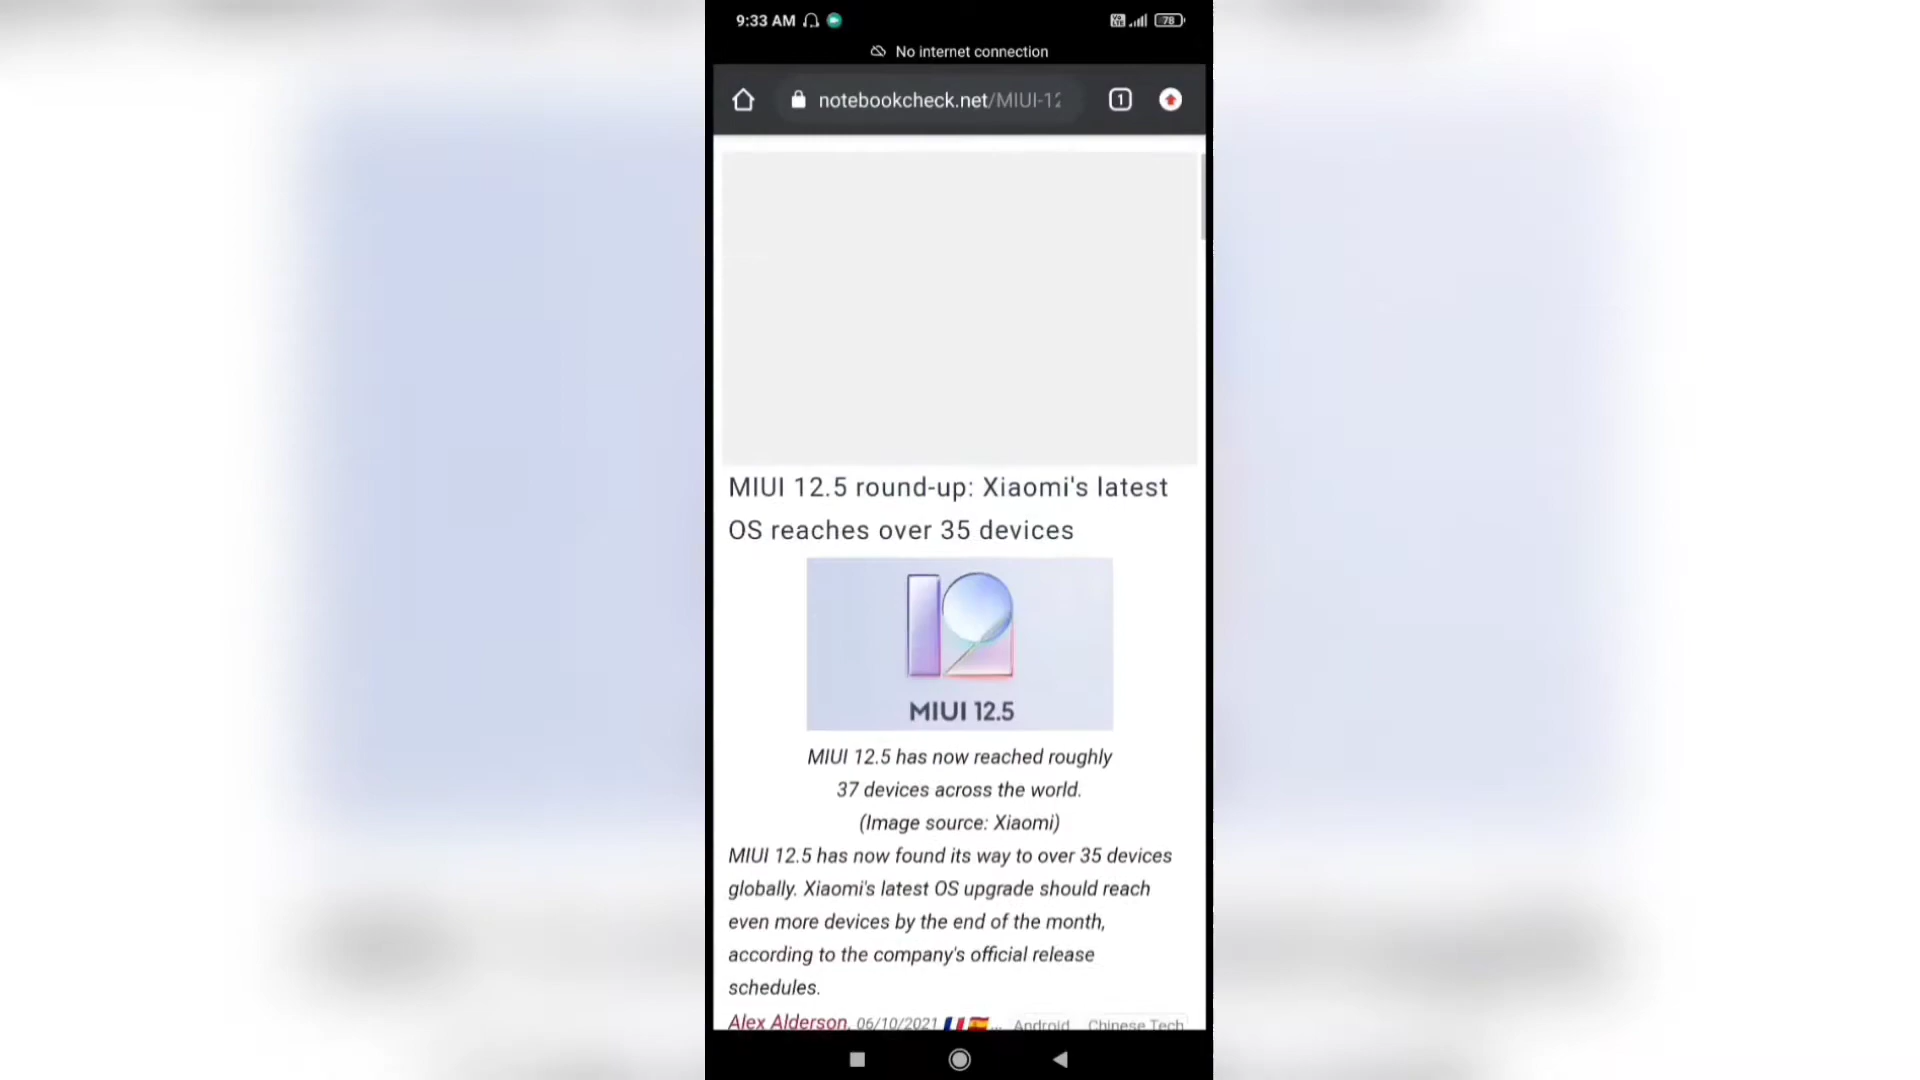 9:33 AM
78
No internet connection
notebookcheck.net/MIUI-12
1
MIUI 12.5 round-up: Xiaomi's latest
OS reaches over 35 devices
MIUI 12.5
MIUI 12.5 has now reached roughly
37 devices across the world.
(Image source: Xiaomi)
MIUI 12.5 has now found its way to over 35 devices
globally. Xiaomi's latest OS upgrade should reach
even more devices by the end of the month,
according to the company's official release
schedules.
Alex Alderson, 06/10/2021 ... Android Chinese Tech